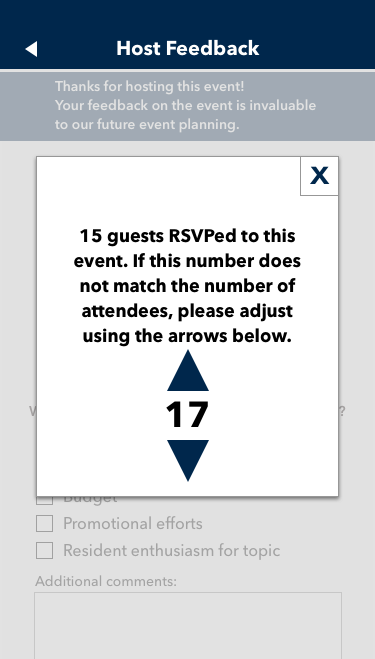 Host Feedback
Thanks for hosting this event!
Your feedback on the event is invaluable
to our future event planning.
X
15 guests RSVPed to this
event. If this number does
not match the number of
attendees, please adjust
using the arrows below.
17
?
Budget
Promotional efforts
Resident enthusiasm for topic
Additional comments: